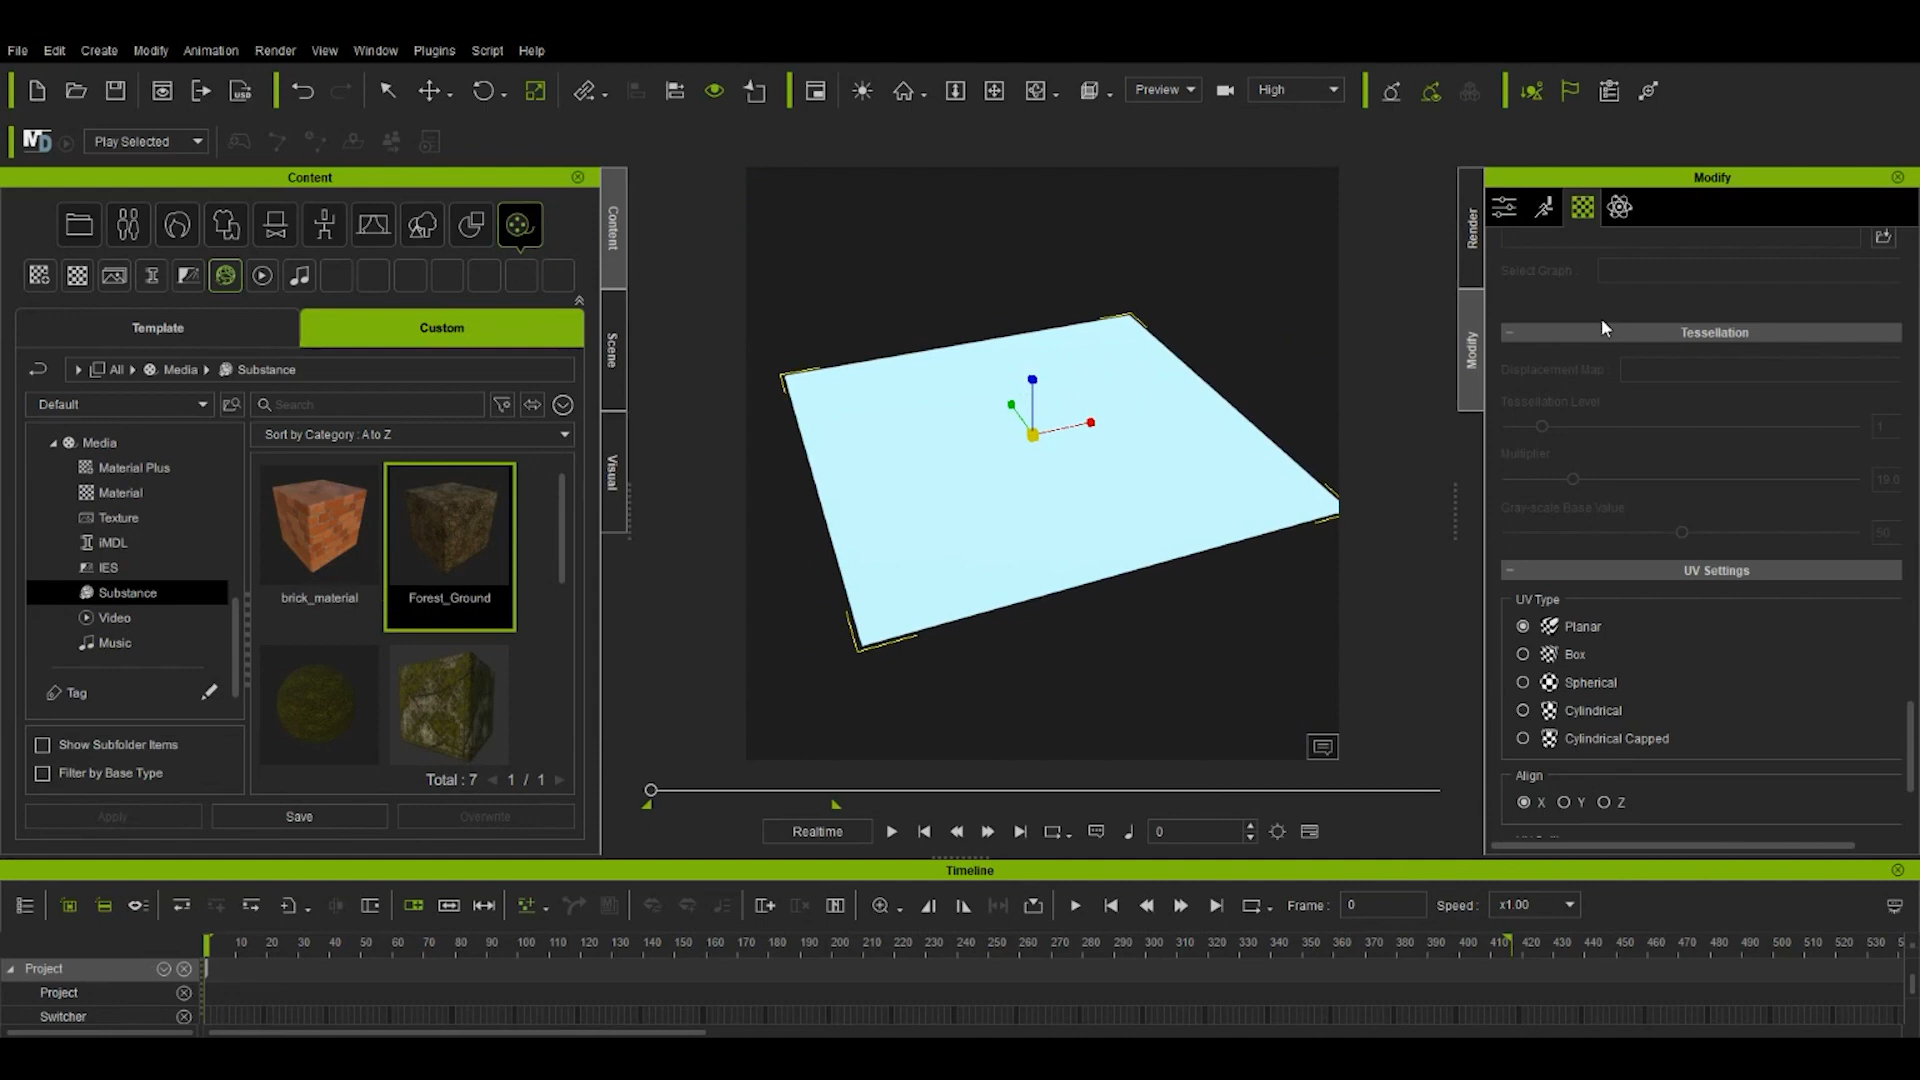 File Edit Create Modify Animation Render View Window Plugins Script Help
USD
Preview High
MD Play Selected
Content
Modify
Content
Scene
Visual
Render
Modify
Template Custom
All Media Substance
Default Search
Sort by Category : A to Z
Media
Material Plus
Material
Texture
iMDL
IES
Substance
Video
Music
Tag
brick_material
Forest_Ground
Show Subfolder Items
Filter by Base Type
Total : 7 1 / 1
Apply Save Overwrite
Select Graph :
Tessellation
Displacement Map :
Tessellation Level
1
Multiplier
19.0
Gray-scale Base Value
50
UV Settings
UV Type
Planar
Box
Spherical
Cylindrical
Cylindrical Capped
Align
X Y Z
Realtime 0
Timeline
Frame : 0 Speed : x1.00
10 20 30 40 50 60 70 80 90 100 110 120 130 140 150 160 170 180 190 200 210 220 230 240 250 260 270 280 290 300 310 320 330 340 350 360 370 380 390 400 410 420 430 440 450 460 470 480 490 500 510 520 530
Project
Project
Switcher